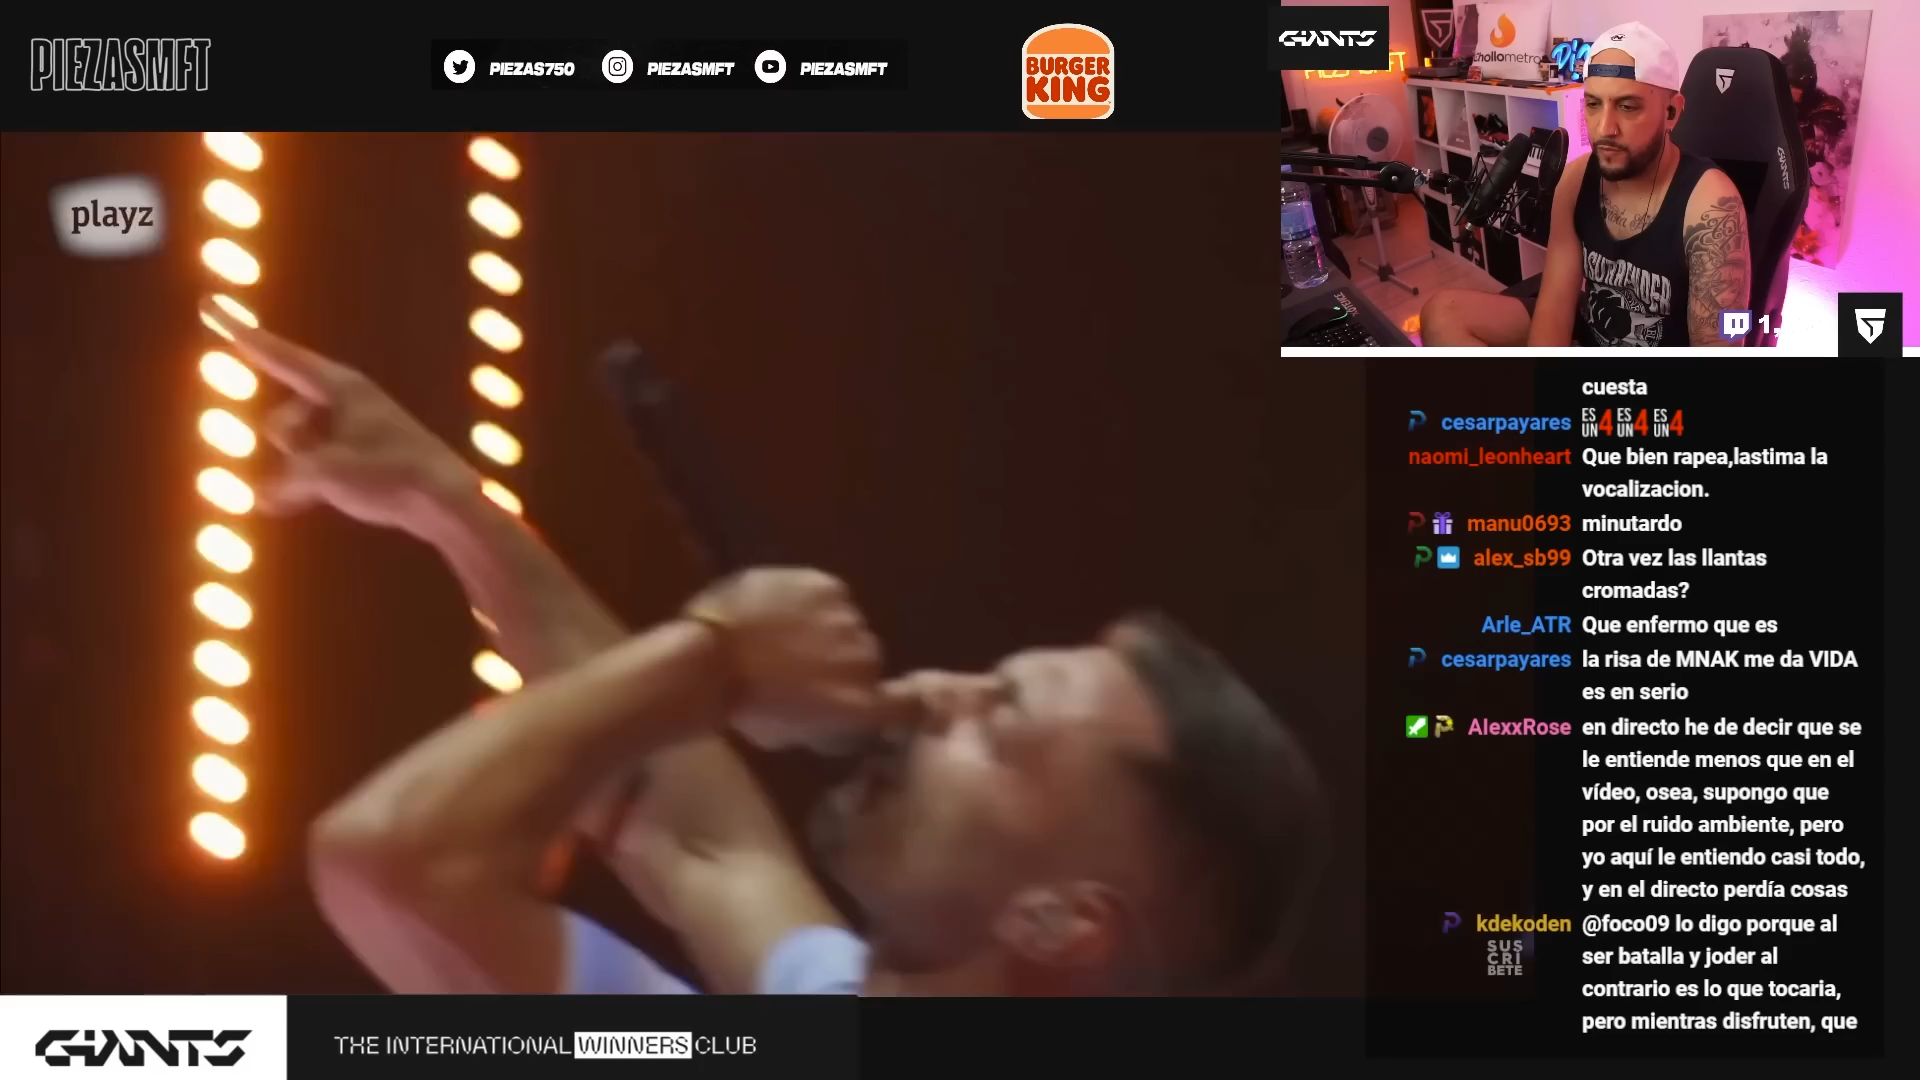 PIEZASMFT
PIEZAS750
PIEZASMFT
PIEZASMFT
BURGER
KING
GIANTS
chollometro
playz
1,
cuesta
cesarpayares ES UN 4 ES UN 4 ES UN 4
naomi_leonheart Que bien rapea,lastima la
vocalizacion.
manu0693 minutardo
alex_sb99 Otra vez las llantas
cromadas?
Arle_ATR Que enfermo que es
cesarpayares la risa de MNAK me da VIDA
es en serio
AlexxRose en directo he de decir que se
le entiende menos que en el
vídeo, osea, supongo que
por el ruido ambiente, pero
yo aquí le entiendo casi todo,
y en el directo perdía cosas
kdekoden @foco09 lo digo porque al
ser batalla y joder al
contrario es lo que tocaria,
pero mientras disfruten, que
SUS
CRI
BETE
GIANTS
THE INTERNATIONAL WINNERS CLUB